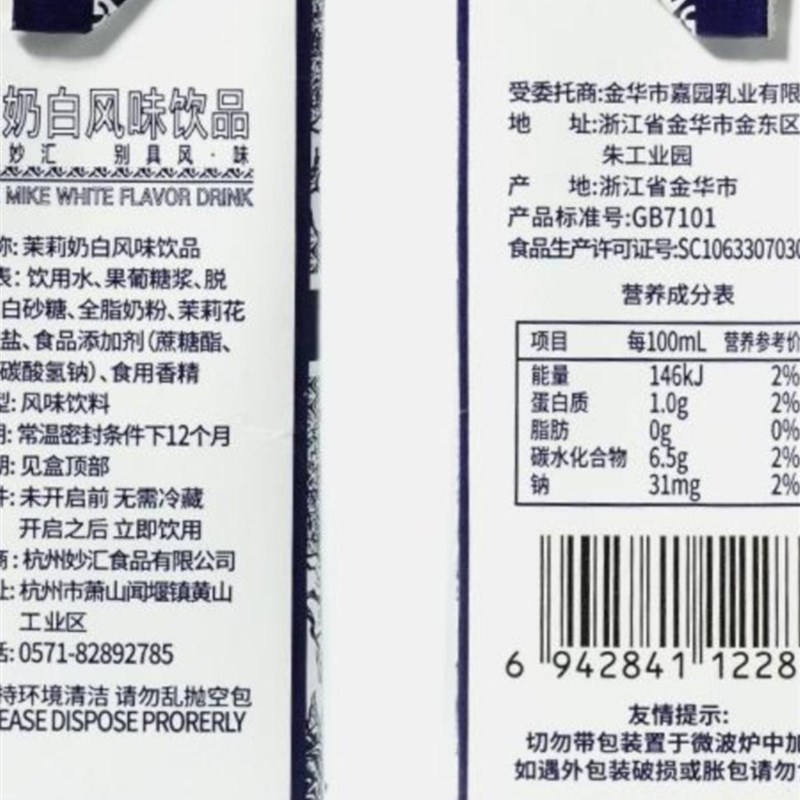 奶白风味饮品
妙汇 别具风·味
MIKE WHITE FLAVOR DRINK
称: 茉莉奶白风味饮品
表: 饮用水、果葡糖浆、脱
白砂糖、全脂奶粉、茉莉花
盐、食品添加剂(蔗糖酯、
碳酸氢钠)、食用香精
型: 风味饮料
期: 常温密封条件下12个月
期: 见盒顶部
件: 未开启前 无需冷藏
开启之后 立即饮用
商: 杭州妙汇食品有限公司
址: 杭州市萧山闻堰镇黄山
工业区
话: 0571-82892785
持环境清洁 请勿乱抛空包
EASE DISPOSE PRORERLY
受委托商:金华市嘉园乳业有限
地 址:浙江省金华市金东区
朱工业园
产 地:浙江省金华市
产品标准号:GB7101
食品生产许可证号:SC1063307030
营养成分表
项目 每100mL 营养参考价
能量 146kJ 2%
蛋白质 1.0g 2%
脂肪 0g 0%
碳水化合物 6.5g 2%
钠 31mg 2%
6 942841 1228
友情提示:
切勿带包装置于微波炉中加
如遇外包装破损或胀包请勿